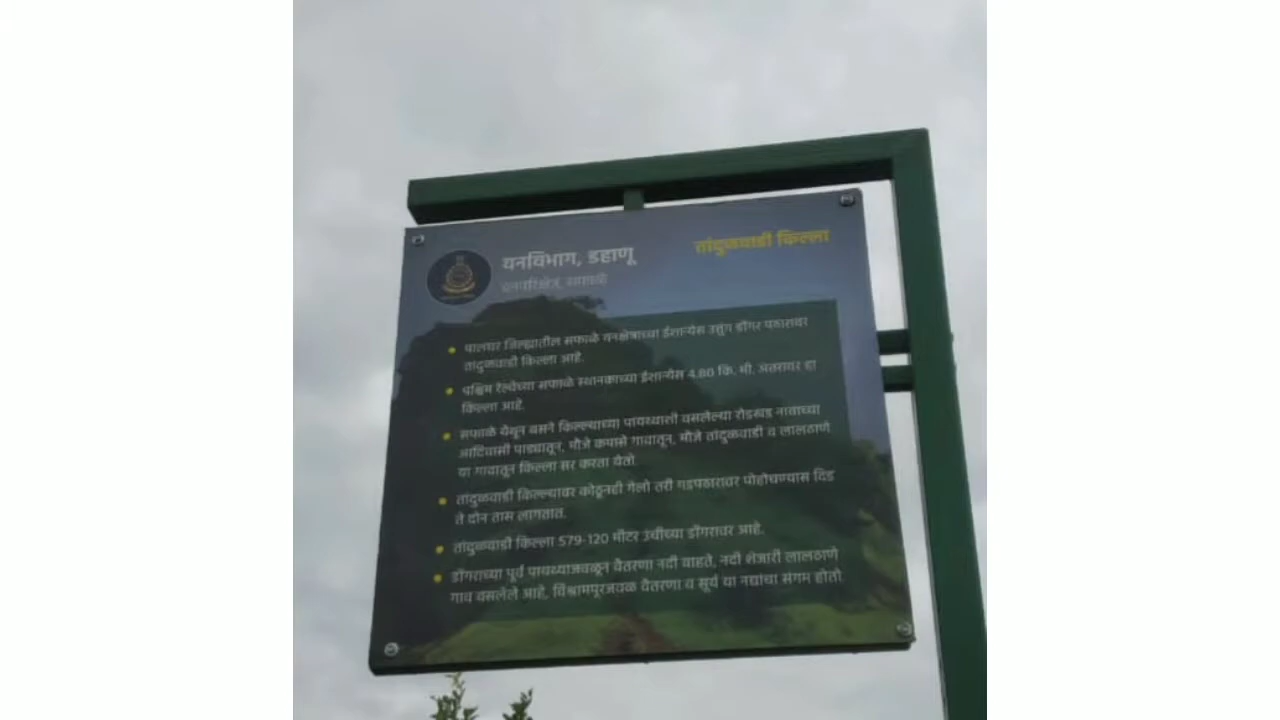 वनविभाग, डहाणू
तांदुळवाडी किल्ला
वनपरिक्षेत्र, सफाळे
पालघर जिल्ह्यातील सफाळे वनक्षेत्राच्या ईशान्येस उत्तुंग डोंगर पठारावर
तांदुळवाडी किल्ला आहे.
पश्चिम रेल्वेच्या सफाळे स्थानकाच्या ईशान्येस 4.80 कि. मी. अंतरावर हा
किल्ला आहे.
सफाळे येथून बसने किल्ल्याच्या पायथ्याशी वसलेल्या रोडखड नावाच्या
आदिवासी पाड्यातून, मौजे कपासे गावातून, मौजे तांदुळवाडी व लालठाणे
या गावातून किल्ला सर करता येतो.
तांदुळवाडी किल्ल्यावर कोठूनही गेलो तरी गडपठारावर पोहोचण्यास दिड
ते दोन तास लागतात.
तांदुळवाडी किल्ला 579-120 मीटर उंचीच्या डोंगरावर आहे.
डोंगराच्या पूर्व पायथ्याजवळून वैतरणा नदी वाहते, नदी शेजारी लालठाणे
गाव वसलेले आहे, विश्रामपूरजवळ वैतरणा व सूर्य या नद्यांचा संगम होतो.